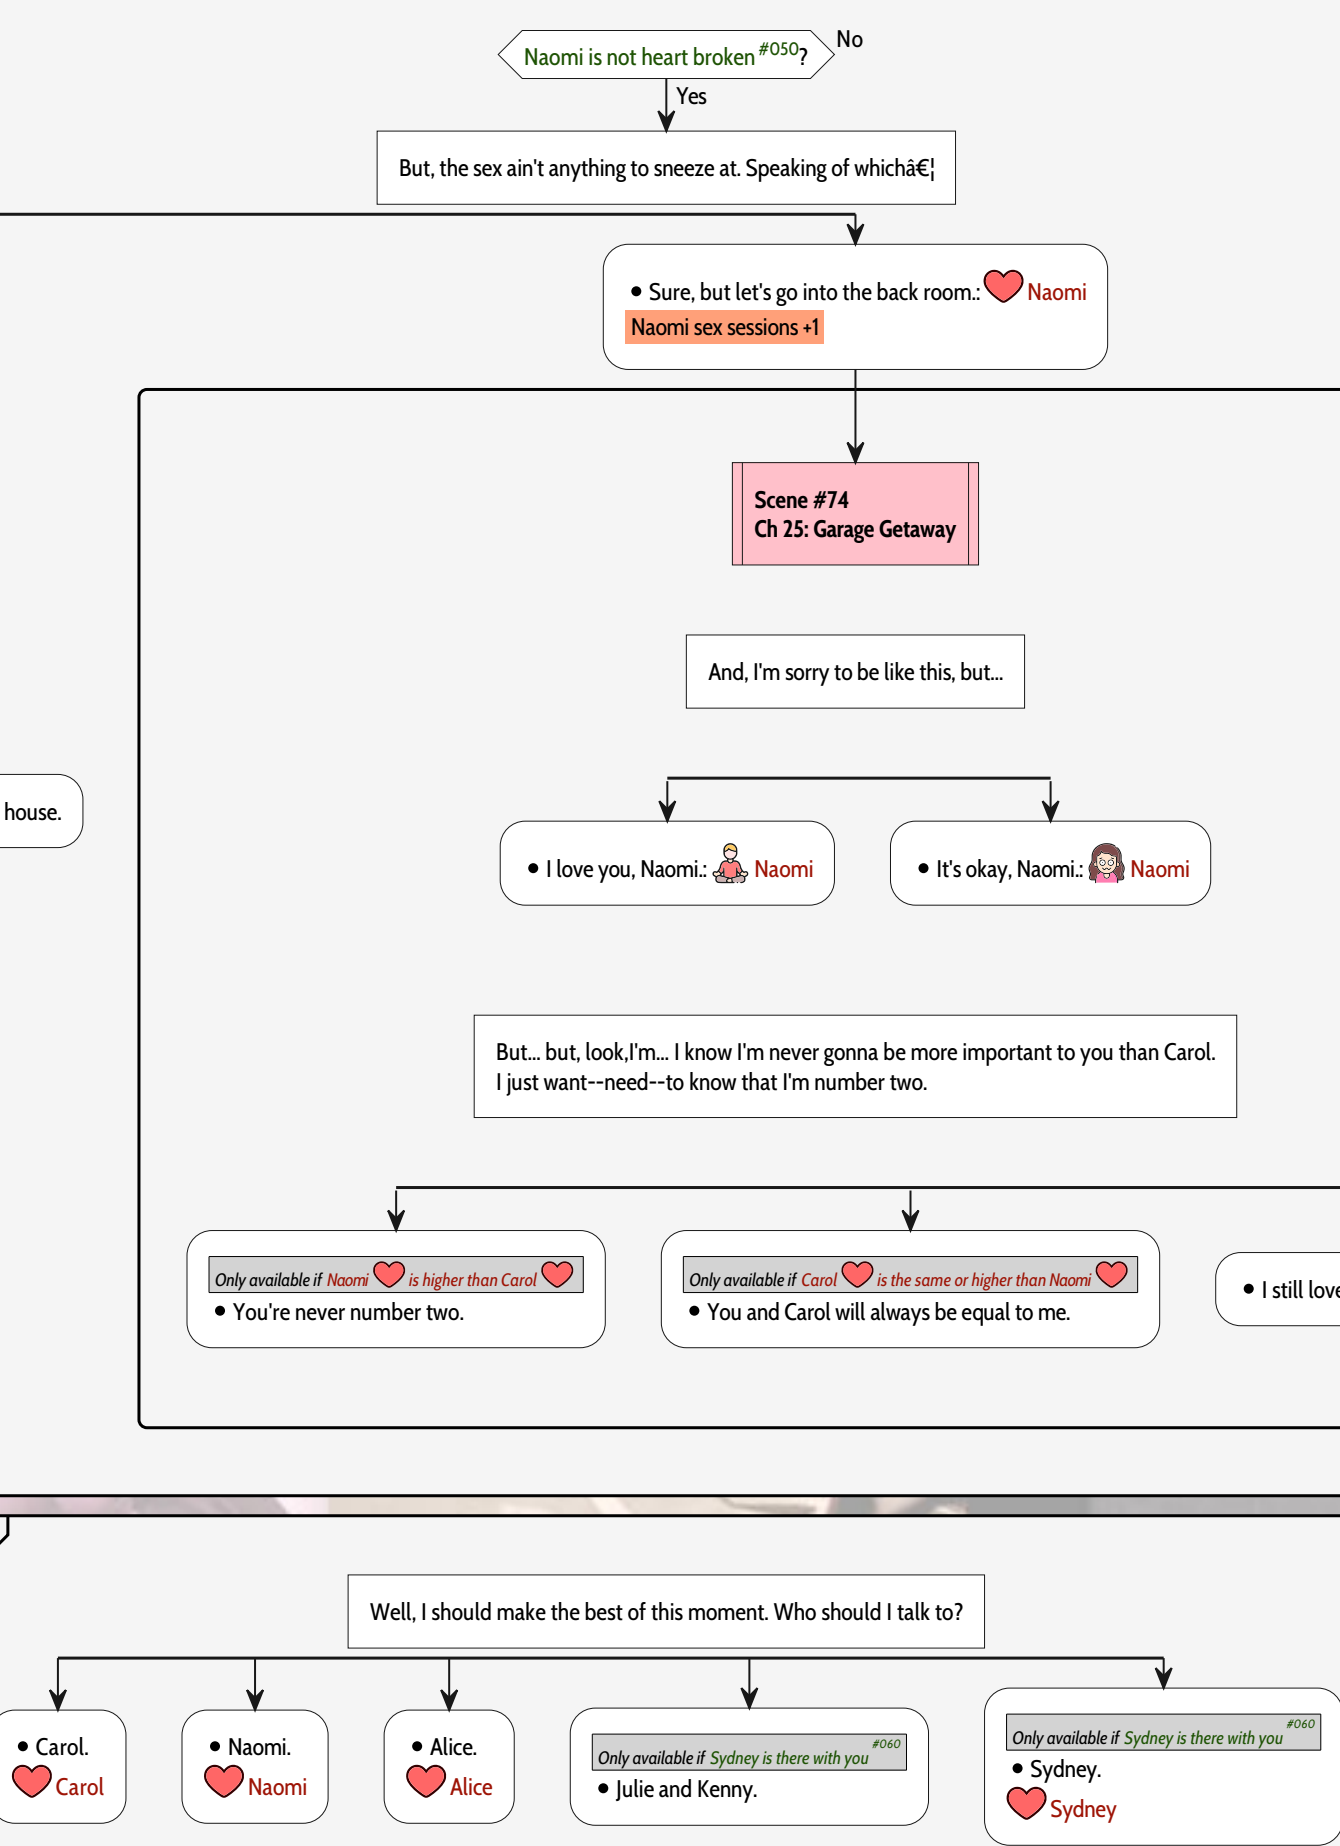 Naomi is not heart broken #050?
No
Yes
But, the sex ain't anything to sneeze at. Speaking of whichâ€¦
• Sure, but let's go into the back room.: Naomi
Naomi sex sessions +1
Scene #74
Ch 25: Garage Getaway
And, I'm sorry to be like this, but...
house.
• I love you, Naomi.: Naomi
• It's okay, Naomi.: Naomi
But... but, look,I'm... I know I'm never gonna be more important to you than Carol.
I just want--need--to know that I'm number two.
Only available if Naomi is higher than Carol
• You're never number two.
Only available if Carol is the same or higher than Naomi
• You and Carol will always be equal to me.
• I still love
Well, I should make the best of this moment. Who should I talk to?
• Carol.
Carol
• Naomi.
Naomi
• Alice.
Alice
Only available if Sydney is there with you #060
• Julie and Kenny.
Only available if Sydney is there with you #060
• Sydney.
Sydney